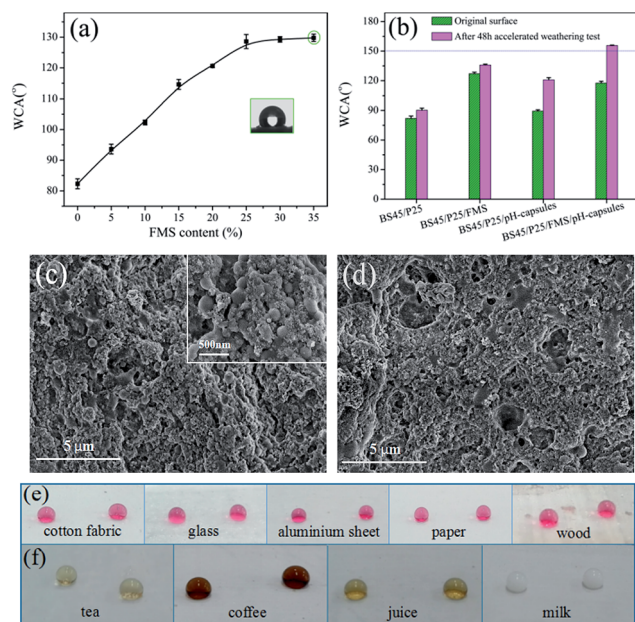 (a)
WCA(°)
130
120
110
100
90
80
0 5 10 15 20 25 30 35
FMS content (%)
(b)
Original surface
After 48h accelerated weathering test
WCA(°)
180
150
120
90
60
30
0
BS45/P25
BS45/P25/FMS
BS45/P25/pH-capsules
BS45/P25/FMS/pH-capsules
(c)
500nm
5 μm
(d)
5 μm
(e)
cotton fabric glass aluminium sheet paper wood
(f)
tea coffee juice milk